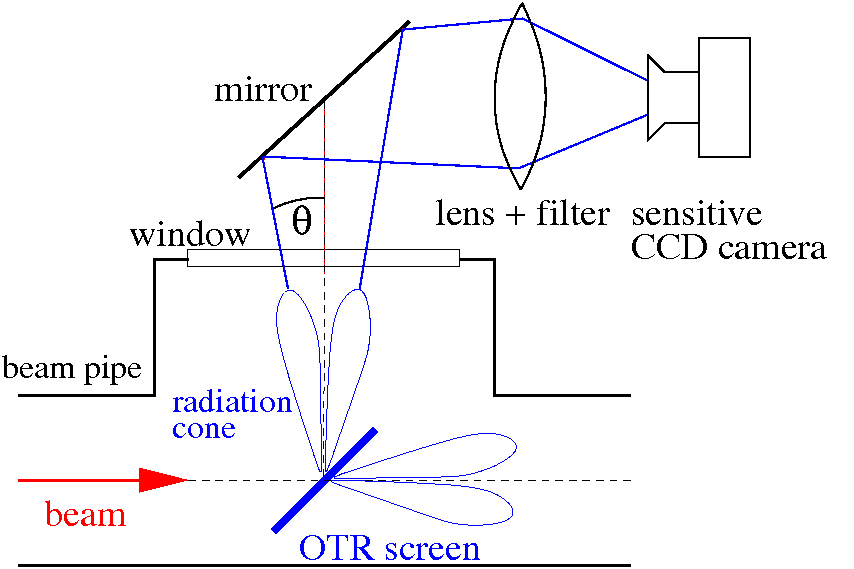 mirror
lens + filter
sensitive
CCD camera
θ
window
beam pipe
radiation
cone
beam
OTR screen